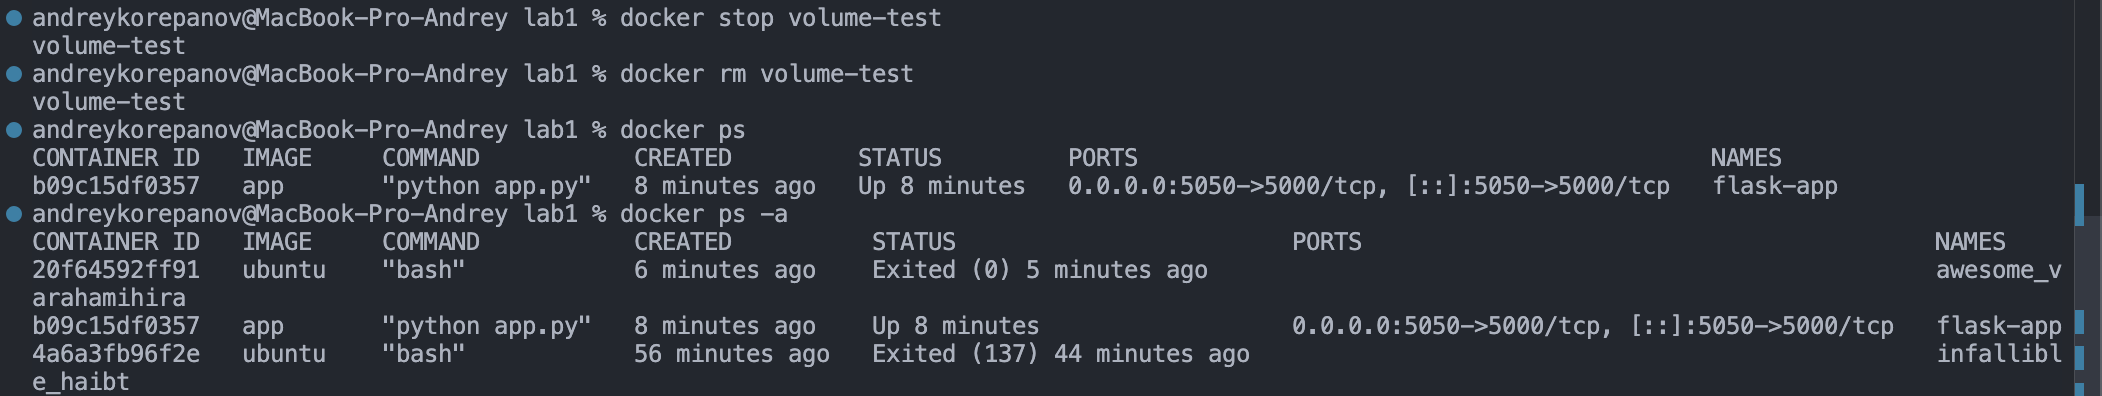 andreykorepanov@MacBook-Pro-Andrey lab1 % docker stop volume-test
volume-test
andreykorepanov@MacBook-Pro-Andrey lab1 % docker rm volume-test
volume-test
andreykorepanov@MacBook-Pro-Andrey lab1 % docker ps
CONTAINER ID   IMAGE     COMMAND           CREATED         STATUS         PORTS                                         NAMES
b09c15df0357   app       "python app.py"   8 minutes ago   Up 8 minutes   0.0.0.0:5050->5000/tcp, [::]:5050->5000/tcp   flask-app
andreykorepanov@MacBook-Pro-Andrey lab1 % docker ps -a
CONTAINER ID   IMAGE     COMMAND           CREATED          STATUS                        PORTS                                         NAMES
20f64592ff91   ubuntu    "bash"            6 minutes ago    Exited (0) 5 minutes ago                                                    awesome_v
arahamihira
b09c15df0357   app       "python app.py"   8 minutes ago    Up 8 minutes                  0.0.0.0:5050->5000/tcp, [::]:5050->5000/tcp   flask-app
4a6a3fb96f2e   ubuntu    "bash"            56 minutes ago   Exited (137) 44 minutes ago                                                 infallibl
e_haibt